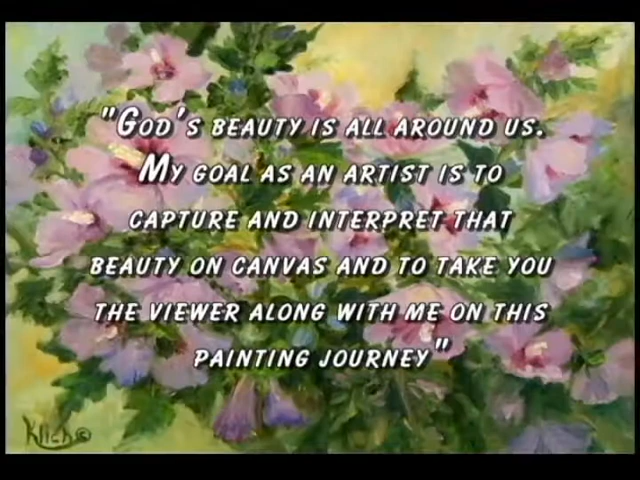 "God's beauty is all around us.
My goal as an artist is to
capture and interpret that
beauty on canvas and to take you
the viewer along with me on this
painting journey"
Klich©